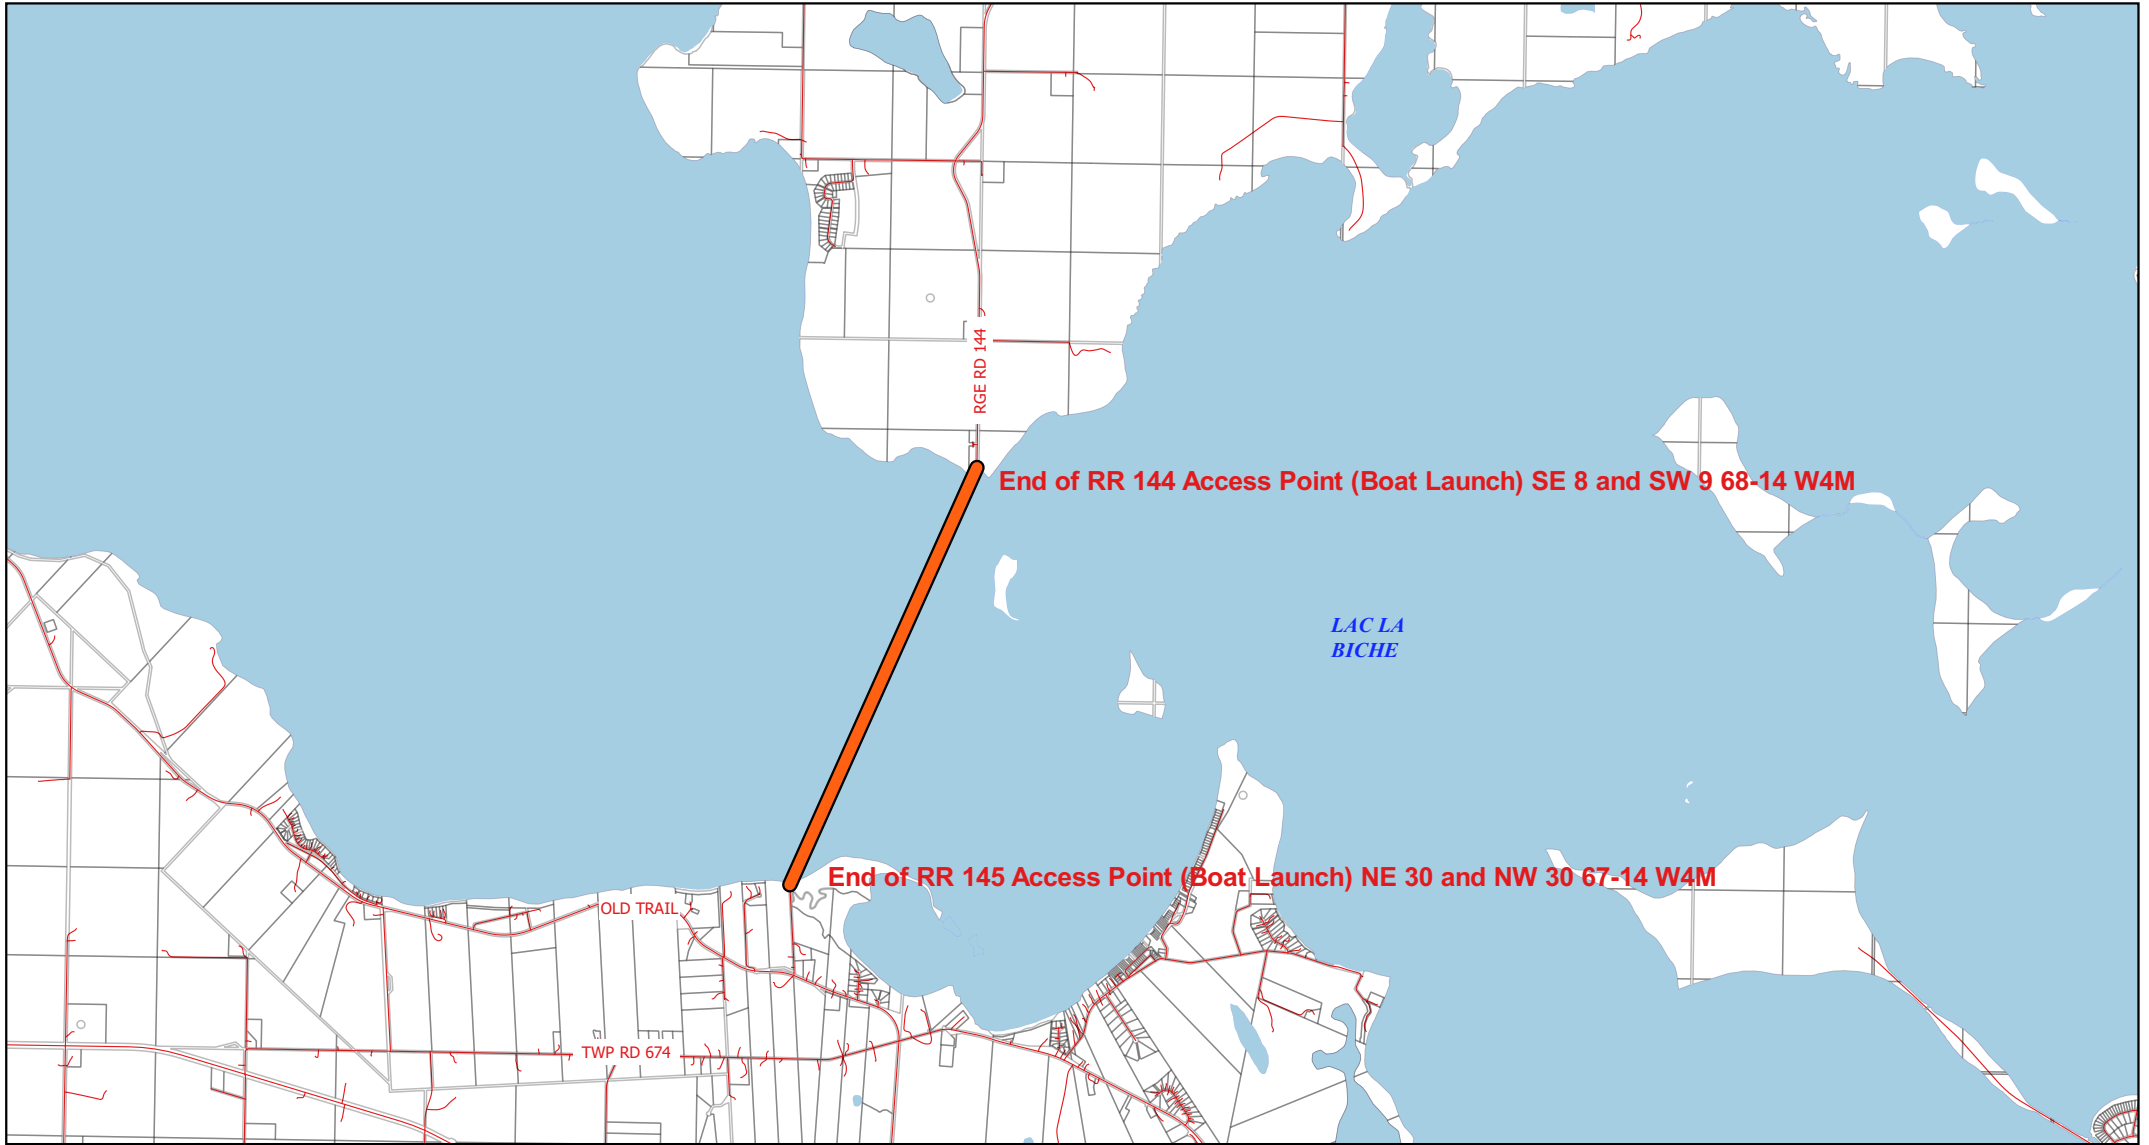 RGE RD 144
End of RR 144 Access Point (Boat Launch) SE 8 and SW 9 68-14 W4M
LAC LA
BICHE
End of RR 145 Access Point (Boat Launch) NE 30 and NW 30 67-14 W4M
OLD TRAIL
TWP RD 674